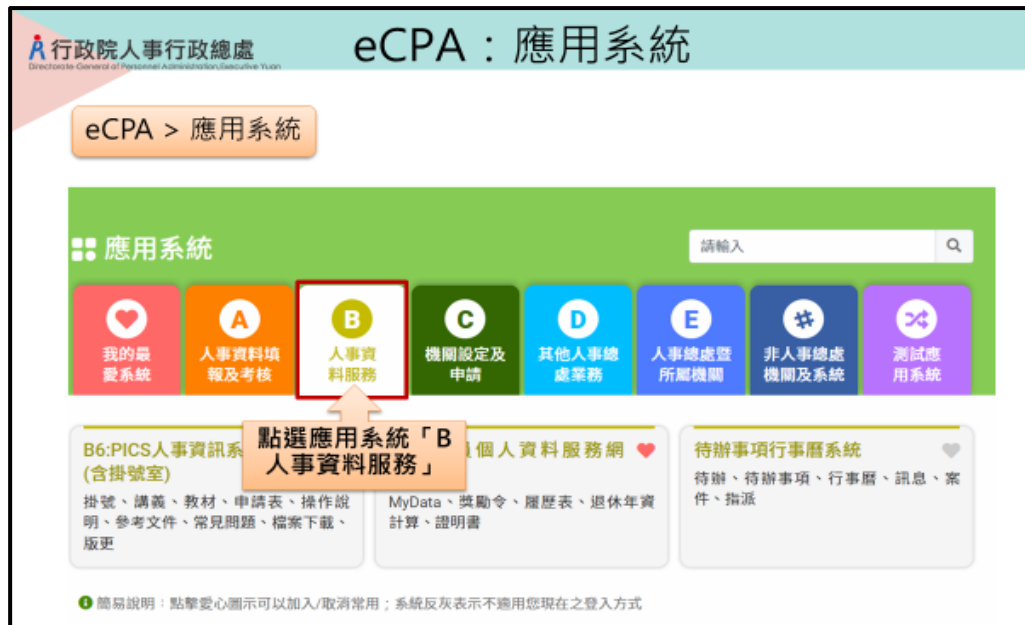 行政院人事行政總處
Directorate-General of Personnel Administration,Executive Yuan
eCPA：應用系統
eCPA > 應用系統
應用系統
請輸入
我的最
愛系統
A
人事資料填
報及考核
B
人事資
料服務
C
機關設定及
申請
D
其他人事總
處業務
E
人事總處暨
所屬機關
#
非人事總處
機關及系統
測試應
用系統
點選應用系統「B
人事資料服務」
B6:PICS人事資訊系
(含掛號室)
掛號、講義、教材、申請表、操作說
明、參考文件、常見問題、檔案下載、
版更
個人資料服務網
MyData、獎勵令、履歷表、退休年資
計算、證明書
待辦事項行事曆系統
待辦、待辦事項、行事曆、訊息、案
件、指派
簡易說明：點擊愛心圖示可以加入/取消常用；系統反灰表示不適用您現在之登入方式